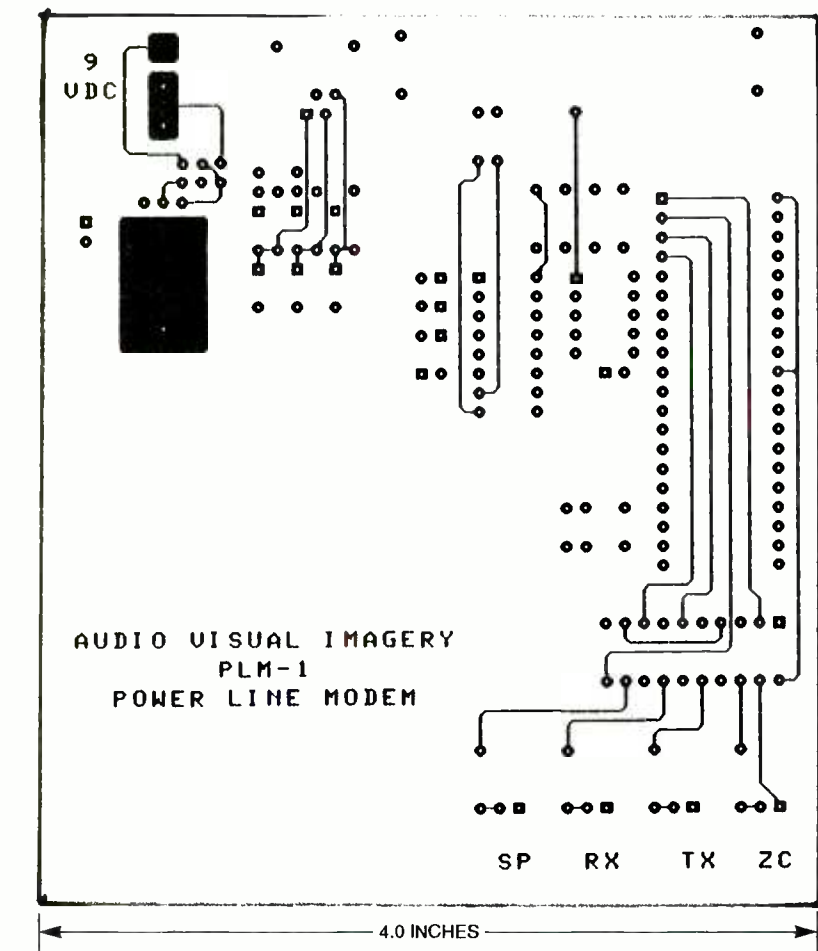 9
VDC
AUDIO VISUAL IMAGERY
PLM-1
POWER LINE MODEM
SP RX TX ZC
4.0 INCHES